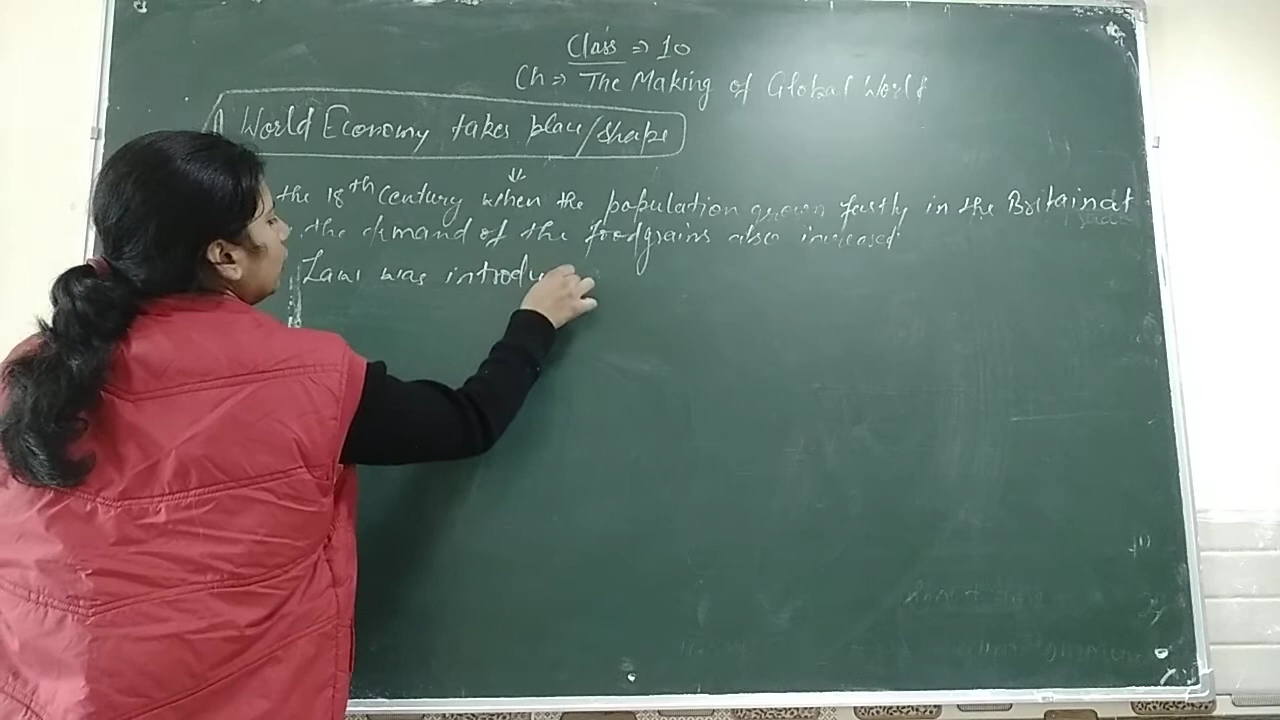 Class ⇒ 10
Ch ⇒ The Making of Global World
World Economy takes place/shape
the 18th Century when the population grown fastly in the Britain at
the demand of the foodgrains also increased
Laws was introdu